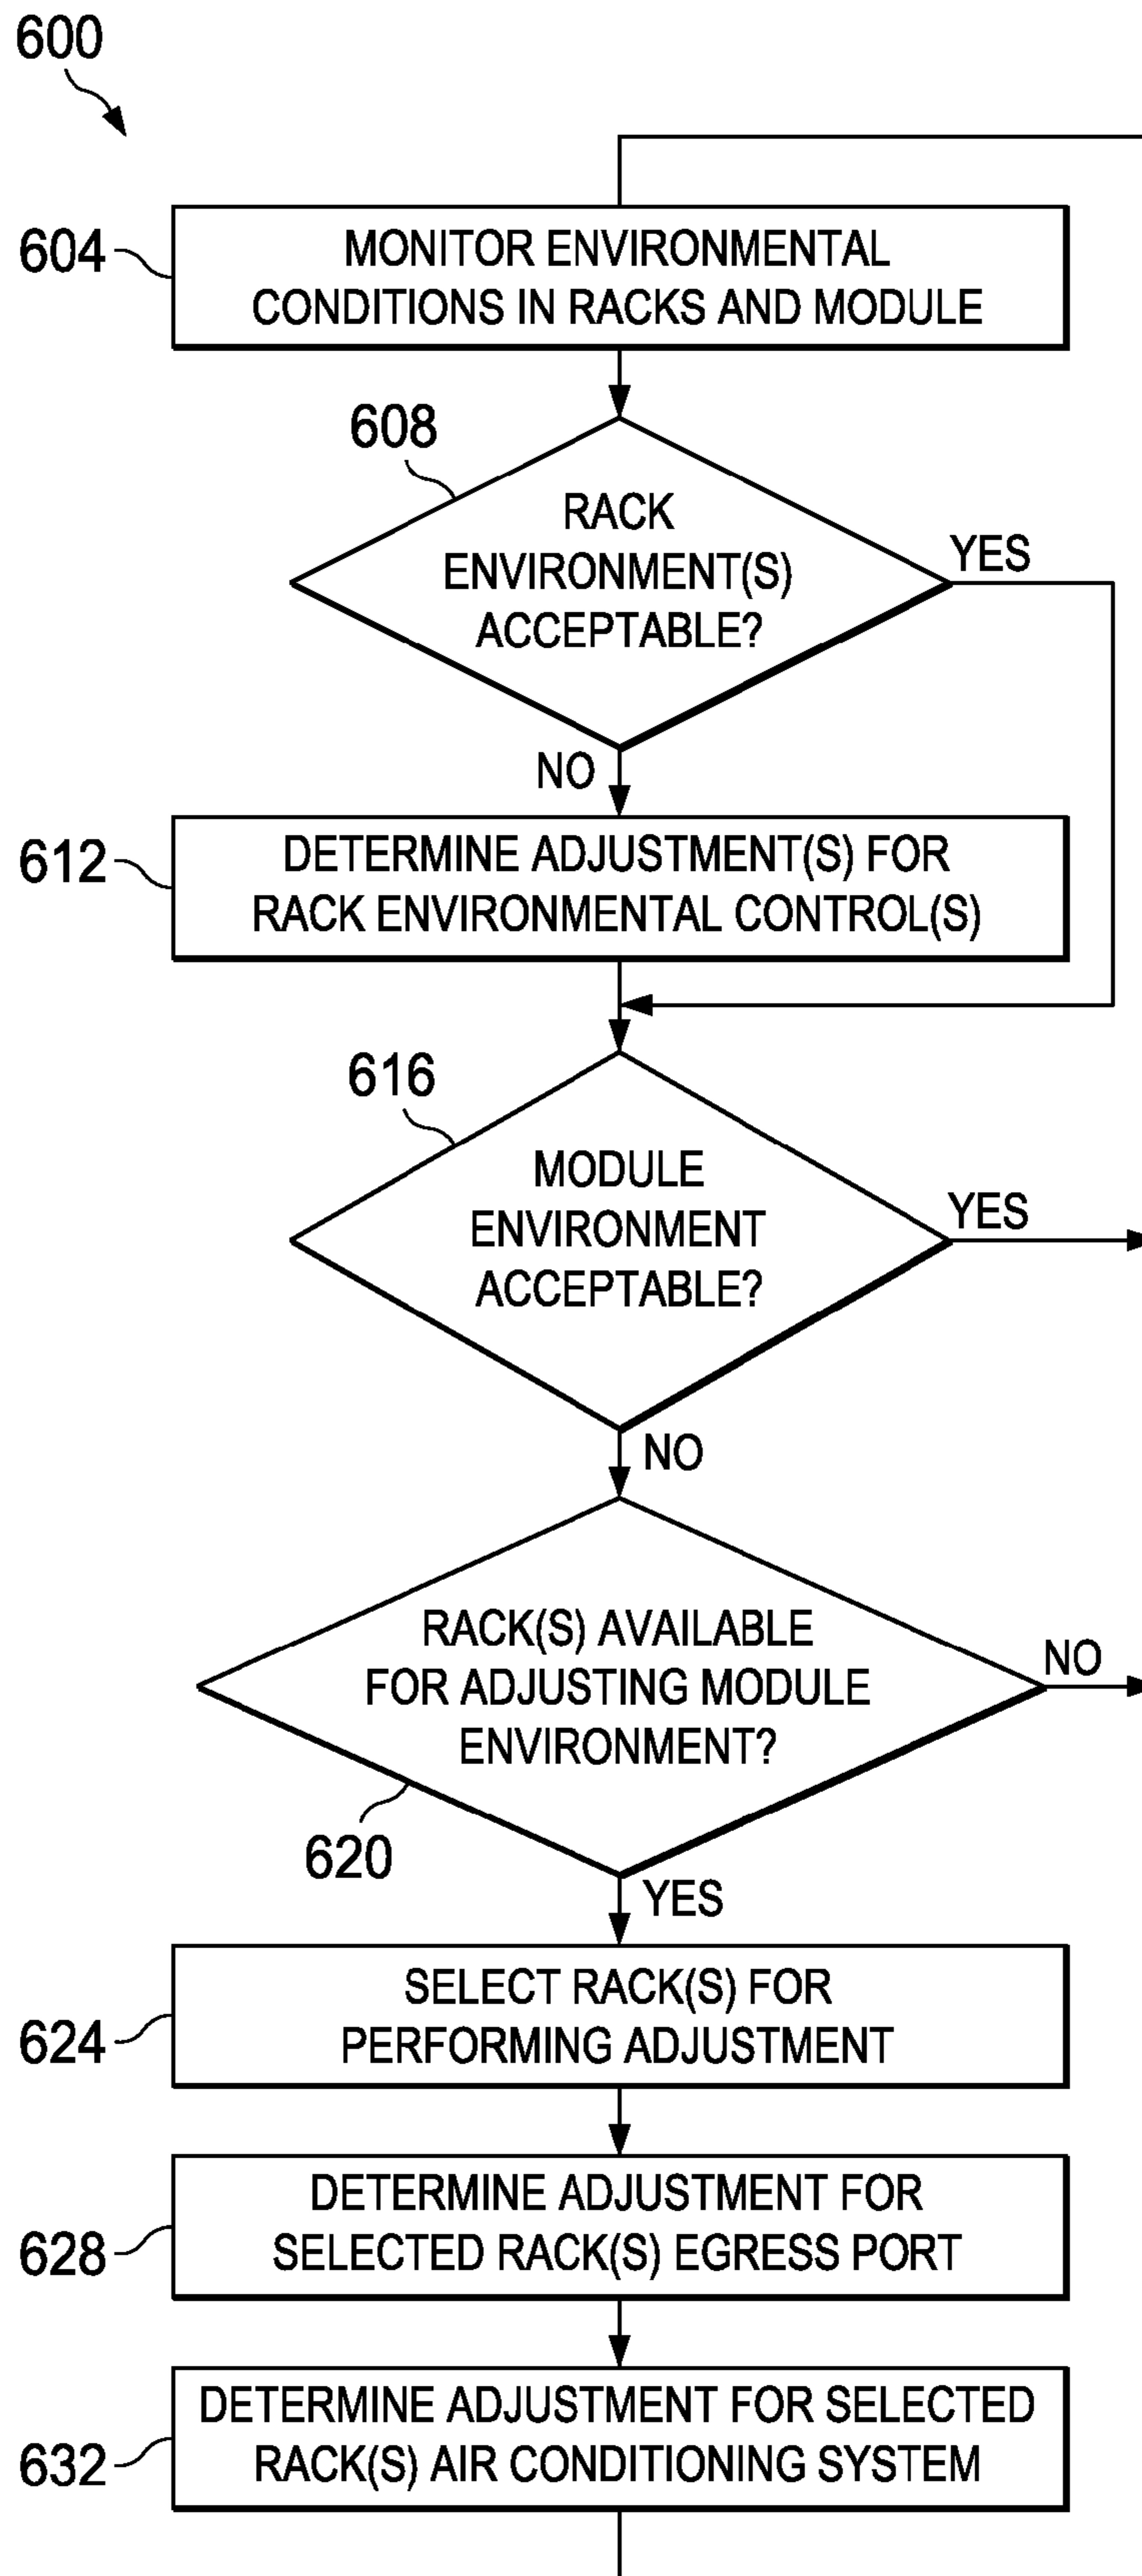 600
604
MONITOR ENVIRONMENTAL
CONDITIONS IN RACKS AND MODULE
608
RACK
ENVIRONMENT(S)
ACCEPTABLE?
YES
NO
612
DETERMINE ADJUSTMENT(S) FOR
RACK ENVIRONMENTAL CONTROL(S)
616
MODULE
ENVIRONMENT
ACCEPTABLE?
YES
NO
RACK(S) AVAILABLE
FOR ADJUSTING MODULE
ENVIRONMENT?
NO
620
YES
624
SELECT RACK(S) FOR
PERFORMING ADJUSTMENT
628
DETERMINE ADJUSTMENT FOR
SELECTED RACK(S) EGRESS PORT
632
DETERMINE ADJUSTMENT FOR SELECTED
RACK(S) AIR CONDITIONING SYSTEM